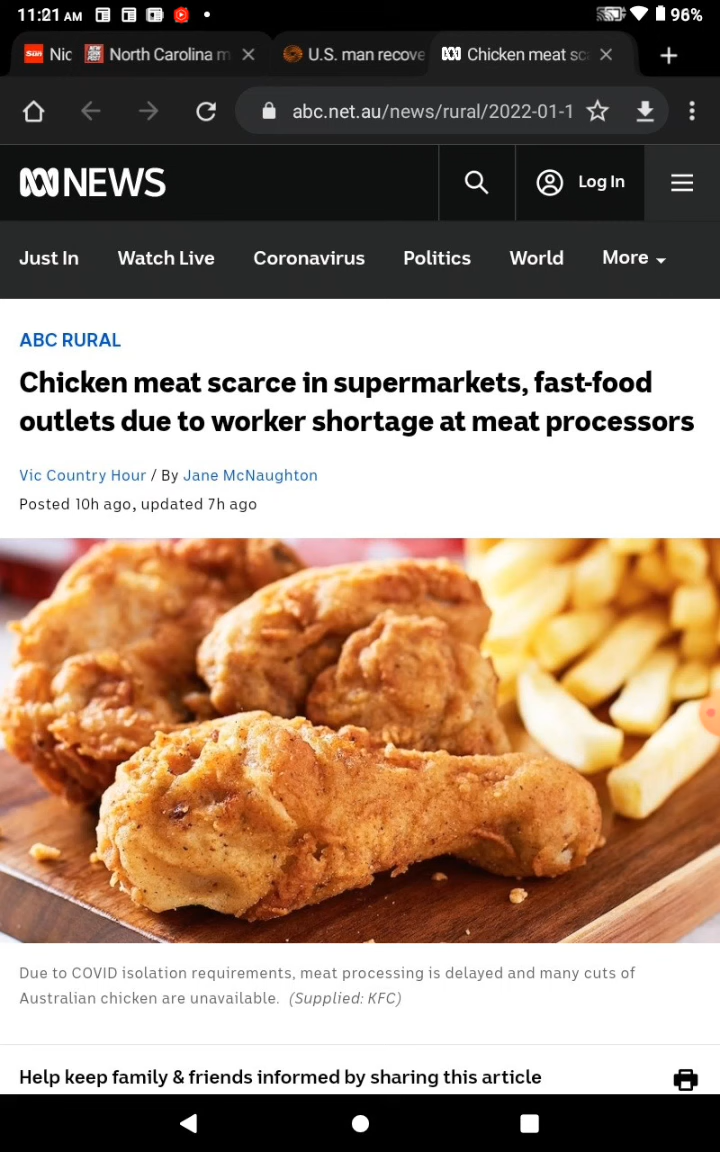 11:21 AM 96%
Sun Nic NEW YORK POST North Carolina m U.S. man recove Chicken meat sc
abc.net.au/news/rural/2022-01-1
NEWS
Log In
Just In Watch Live Coronavirus Politics World More
ABC RURAL
Chicken meat scarce in supermarkets, fast-food
outlets due to worker shortage at meat processors
Vic Country Hour / By Jane McNaughton
Posted 10h ago, updated 7h ago
Due to COVID isolation requirements, meat processing is delayed and many cuts of
Australian chicken are unavailable. (Supplied: KFC)
Help keep family & friends informed by sharing this article